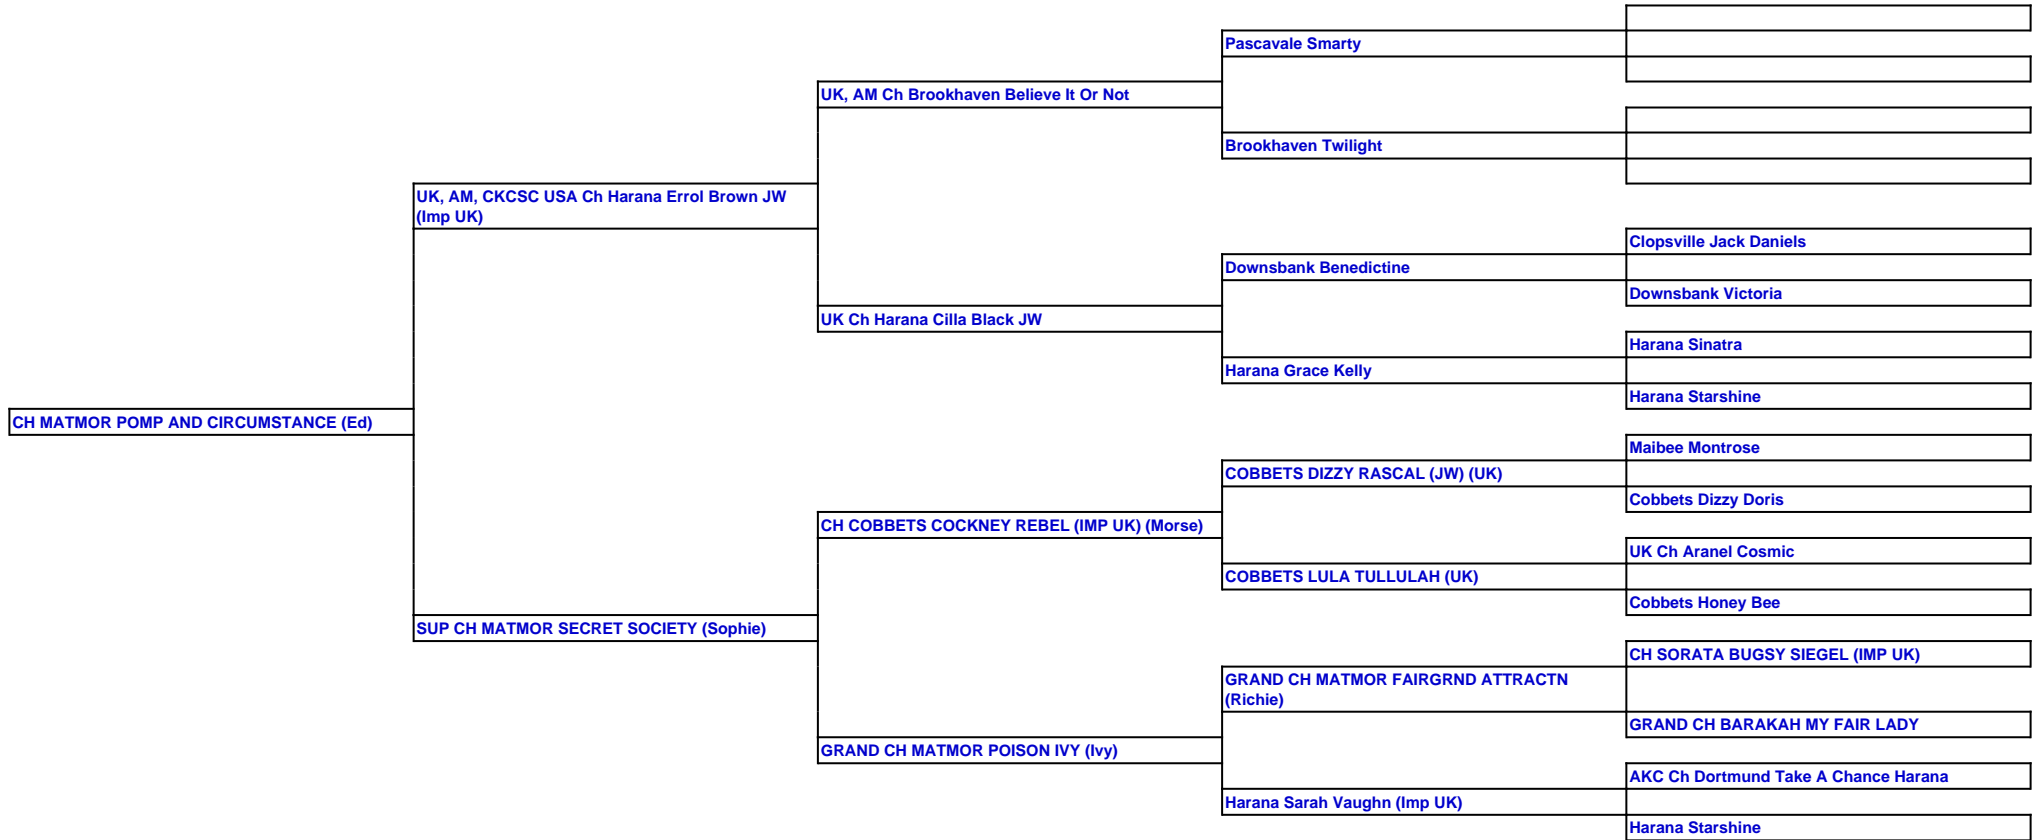 Pascavale Smarty
UK, AM Ch Brookhaven Believe It Or Not
Brookhaven Twilight
UK, AM, CKCSC USA Ch Harana Errol Brown JW
(Imp UK)
Clopsville Jack Daniels
Downsbank Benedictine
Downsbank Victoria
UK Ch Harana Cilla Black JW
Harana Sinatra
Harana Grace Kelly
Harana Starshine
CH MATMOR POMP AND CIRCUMSTANCE (Ed)
Maibee Montrose
COBBETS DIZZY RASCAL (JW) (UK)
Cobbets Dizzy Doris
CH COBBETS COCKNEY REBEL (IMP UK) (Morse)
UK Ch Aranel Cosmic
COBBETS LULA TULLULAH (UK)
Cobbets Honey Bee
SUP CH MATMOR SECRET SOCIETY (Sophie)
CH SORATA BUGSY SIEGEL (IMP UK)
GRAND CH MATMOR FAIRGRND ATTRACTN
(Richie)
GRAND CH BARAKAH MY FAIR LADY
GRAND CH MATMOR POISON IVY (Ivy)
AKC Ch Dortmund Take A Chance Harana
Harana Sarah Vaughn (Imp UK)
Harana Starshine